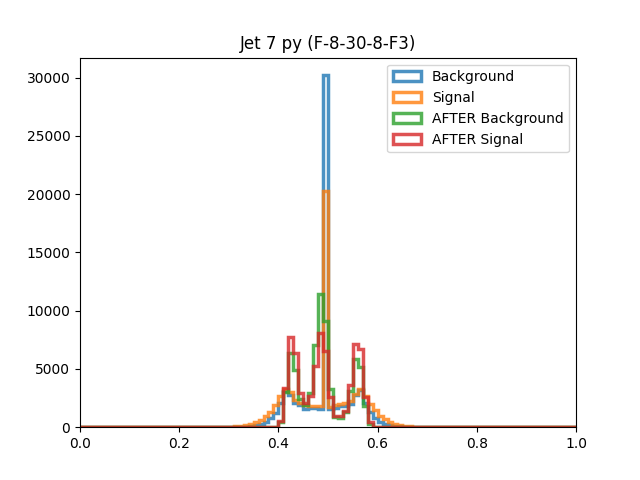 Jet 7 py (F-8-30-8-F3)
Background
Signal
AFTER Background
AFTER Signal
30000
25000
20000
15000
10000
5000
0
0.0 0.2 0.4 0.6 0.8 1.0